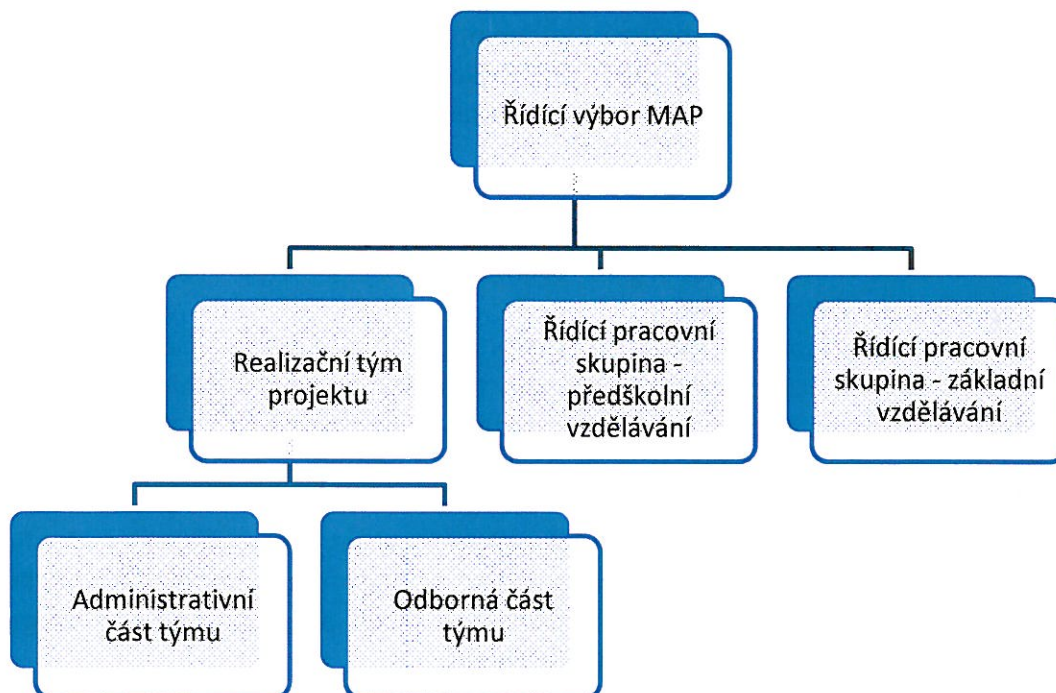 Řídící výbor MAP
Realizační tým
projektu
Řídící pracovní
skupina -
předškolní
vzdělávání
Řídící pracovní
skupina - základní
vzdělávání
Administrativní
část týmu
Odborná část
týmu